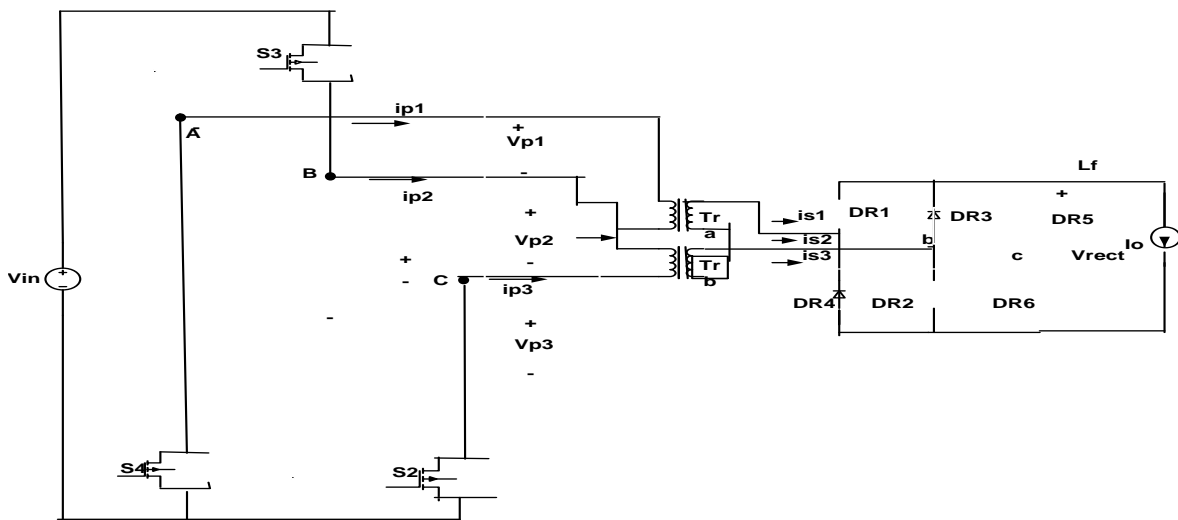 S3
ip1
A
+
Vp1
-
B
ip2
Lf
+
DR1
DR3
DR5
is1
Tr
a
is2
b
Io
+
Vp2
-
is3
c
Vrect
Tr
b
Vin
+
-
+
-
C
ip3
DR4
DR2
DR6
-
+
Vp3
-
S4
S2